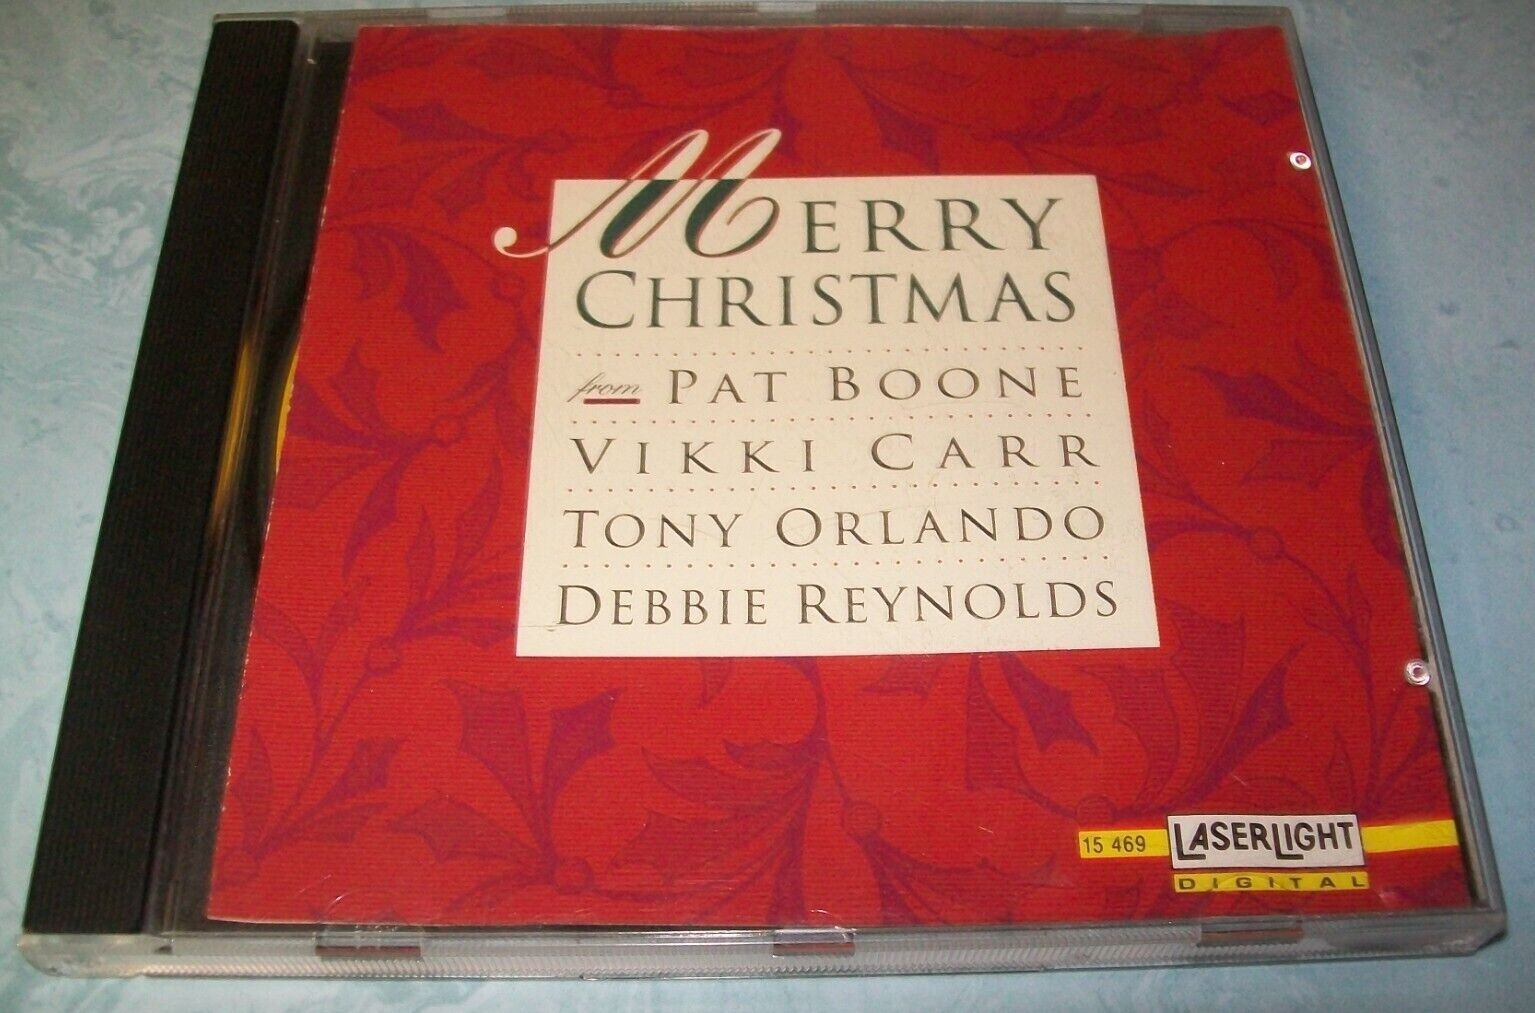 MERRY
CHRISTMAS
from PAT BOONE
VIKKI CARR
TONY ORLANDO
DEBBIE REYNOLDS
15 469 LASERLIGHT
DIGITAL